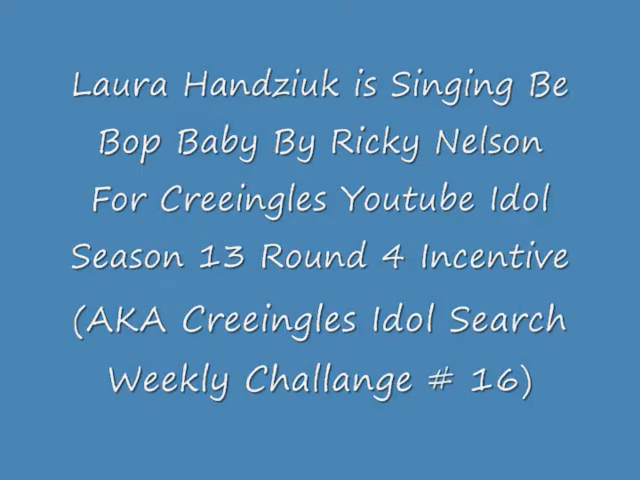 Laura Handziuk is Singing Be
Bop Baby By Ricky Nelson
For Creeingles Youtube Idol
Season 13 Round 4 Incentive
(AKA Creeingles Idol Search
Weekly Challange # 16)